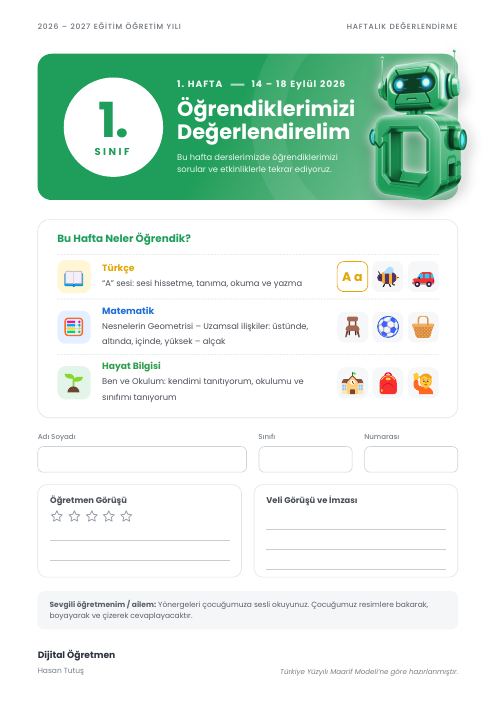 2026 – 2027 EĞİTİM ÖĞRETİM YILI
HAFTALIK DEĞERLENDİRME
1. HAFTA — 14 – 18 Eylül 2026
1.
SINIF
Öğrendiklerimizi
Değerlendirelim
Bu hafta derslerimizde öğrendiklerimizi
sorular ve etkinliklerle tekrar ediyoruz.
Bu Hafta Neler Öğrendik?
Türkçe
"A" sesi: sesi hissetme, tanıma, okuma ve yazma
A a
Matematik
Nesnelerin Geometrisi – Uzamsal İlişkiler: üstünde,
altında, içinde, yüksek – alçak
Hayat Bilgisi
Ben ve Okulum: kendimi tanıtıyorum, okulumu ve
sınıfımı tanıyorum
Adı Soyadı
Sınıfı
Numarası
Öğretmen Görüşü
Veli Görüşü ve İmzası
Sevgili öğretmenim / ailem: Yönergeleri çocuğumuza sesli okuyunuz. Çocuğumuz resimlere bakarak,
boyayarak ve çizerek cevaplayacaktır.
Dijital Öğretmen
Hasan Tutuş
Türkiye Yüzyılı Maarif Modeli'ne göre hazırlanmıştır.